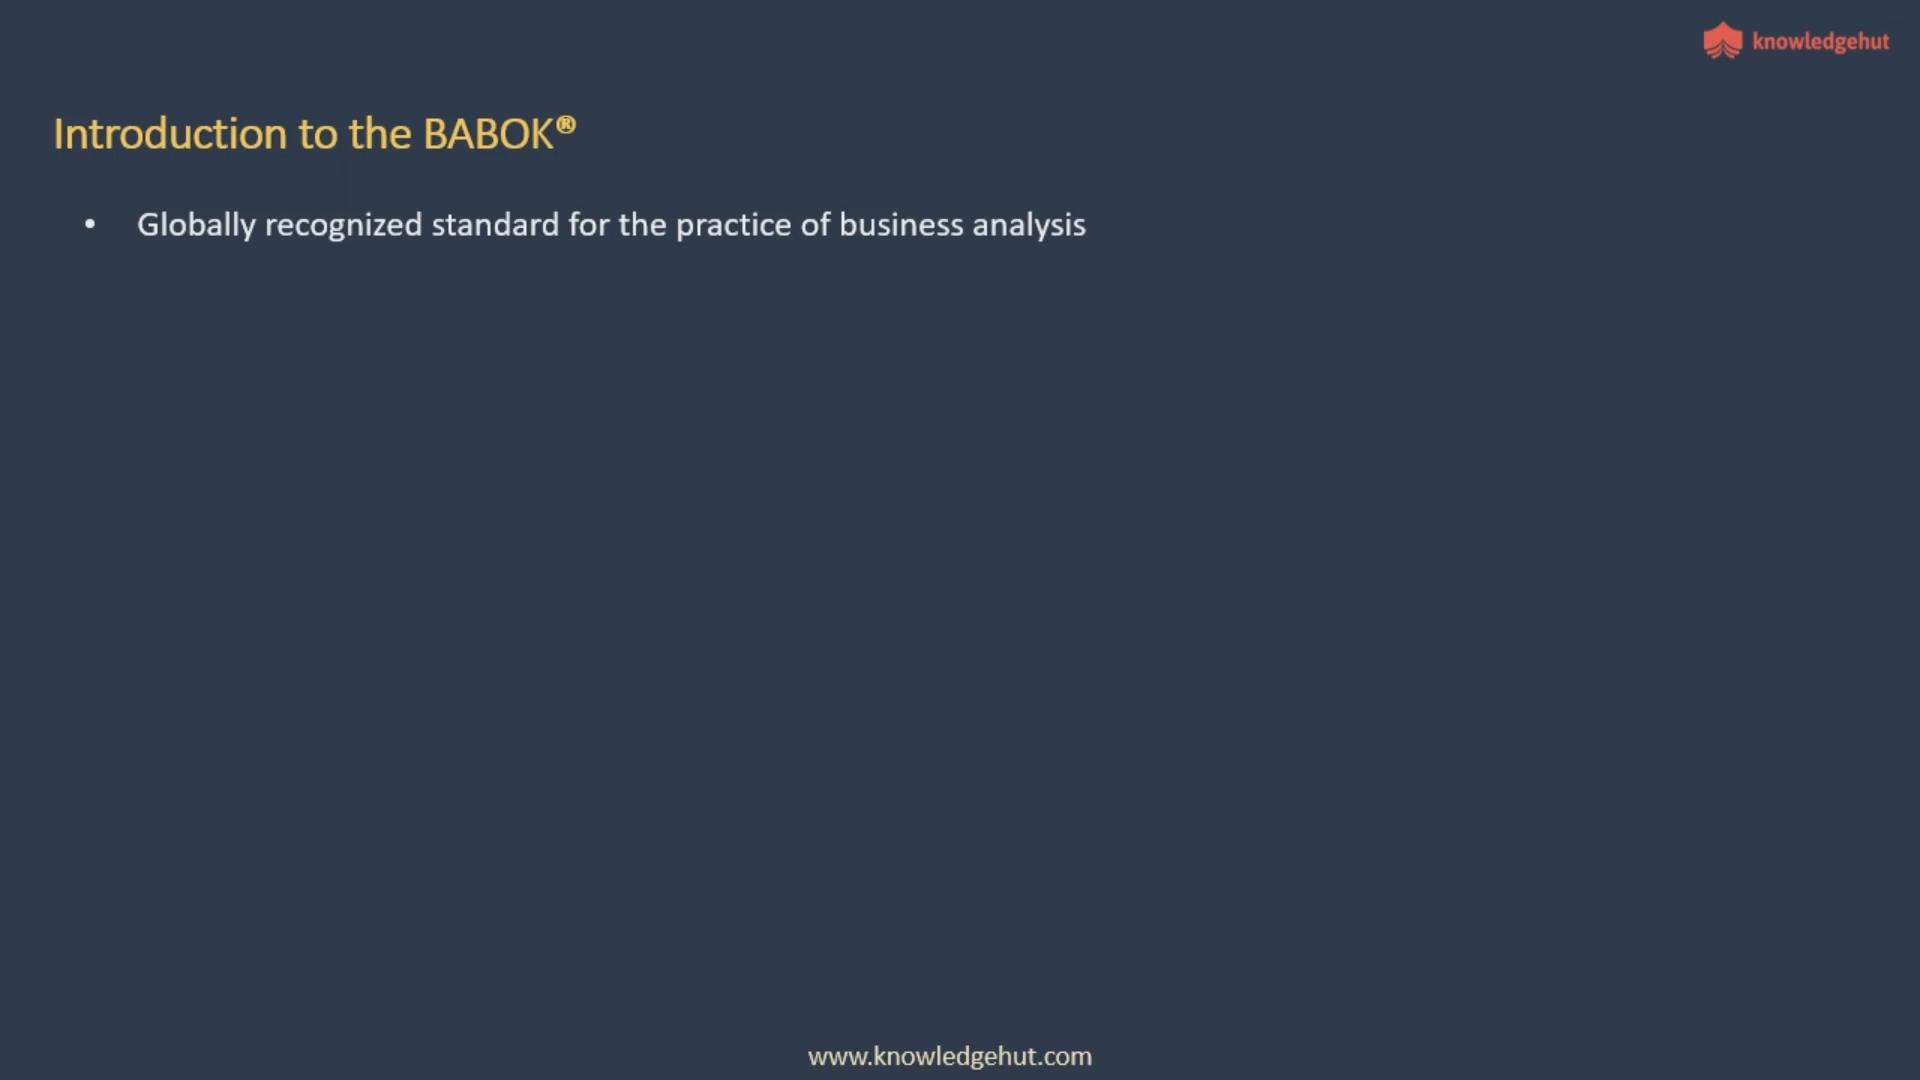 knowledgehut
Introduction to the BABOK®
• Globally recognized standard for the practice of business analysis
www.knowledgehut.com